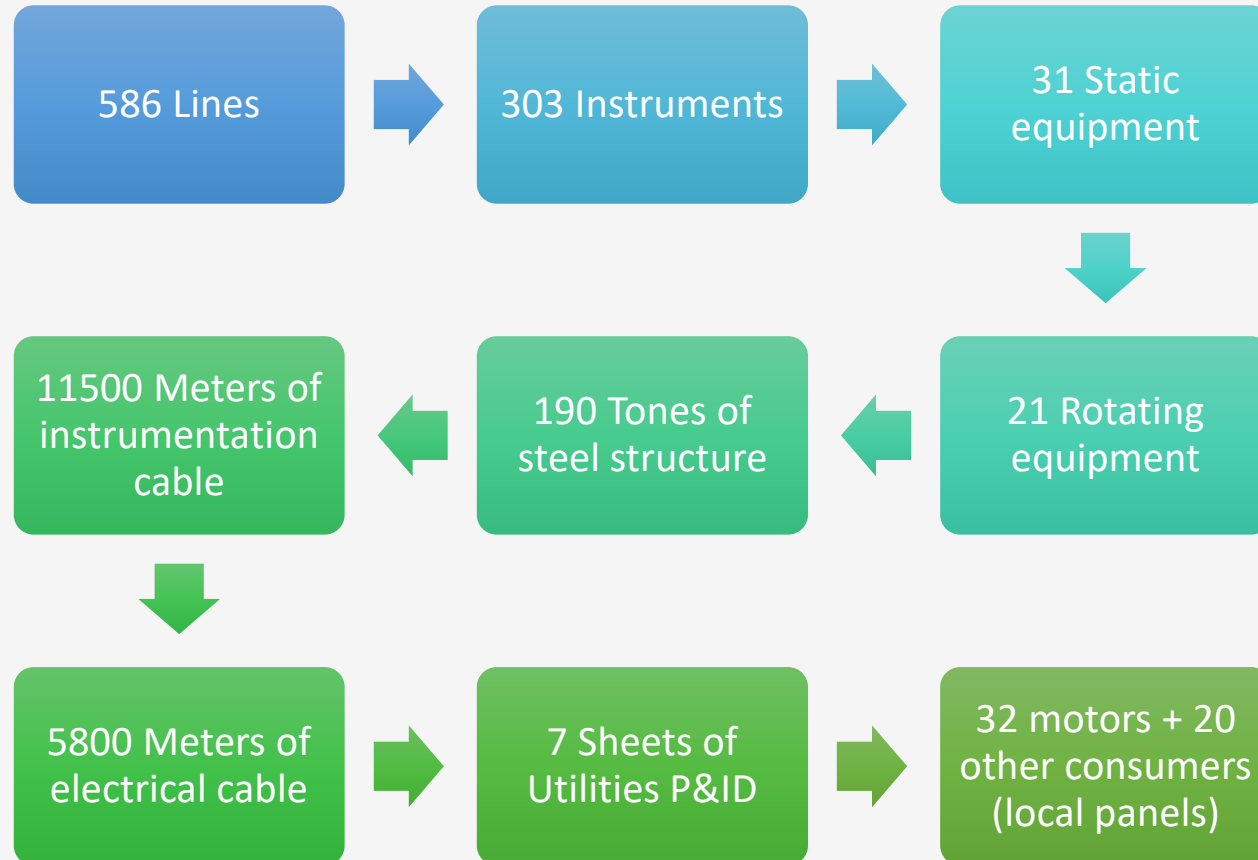 586 Lines
303 Instruments
31 Static
equipment
21 Rotating
equipment
190 Tones of
steel structure
11500 Meters of
instrumentation
cable
5800 Meters of
electrical cable
7 Sheets of
Utilities P&ID
32 motors + 20
other consumers
(local panels)